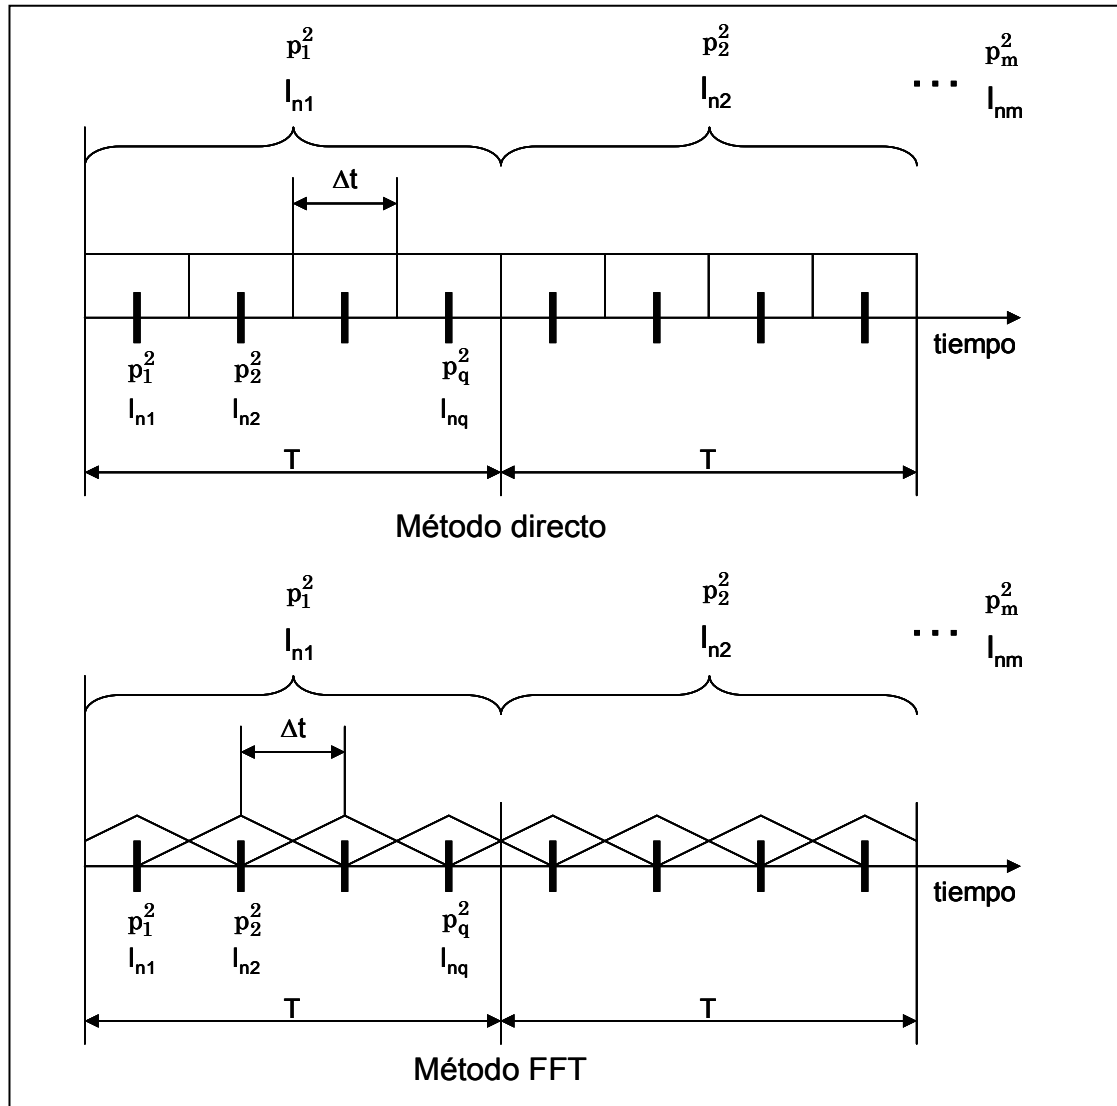 p₁² p₂² pₘ²
Iₙ₁ Iₙ₂ ... Iₙₘ
Δt
tiempo
p₁² p₂² p_q²
Iₙ₁ Iₙ₂ I_nq
T T
Método directo
p₁² p₂² pₘ²
Iₙ₁ Iₙ₂ ... Iₙₘ
Δt
tiempo
p₁² p₂² p_q²
Iₙ₁ Iₙ₂ I_nq
T T
Método FFT